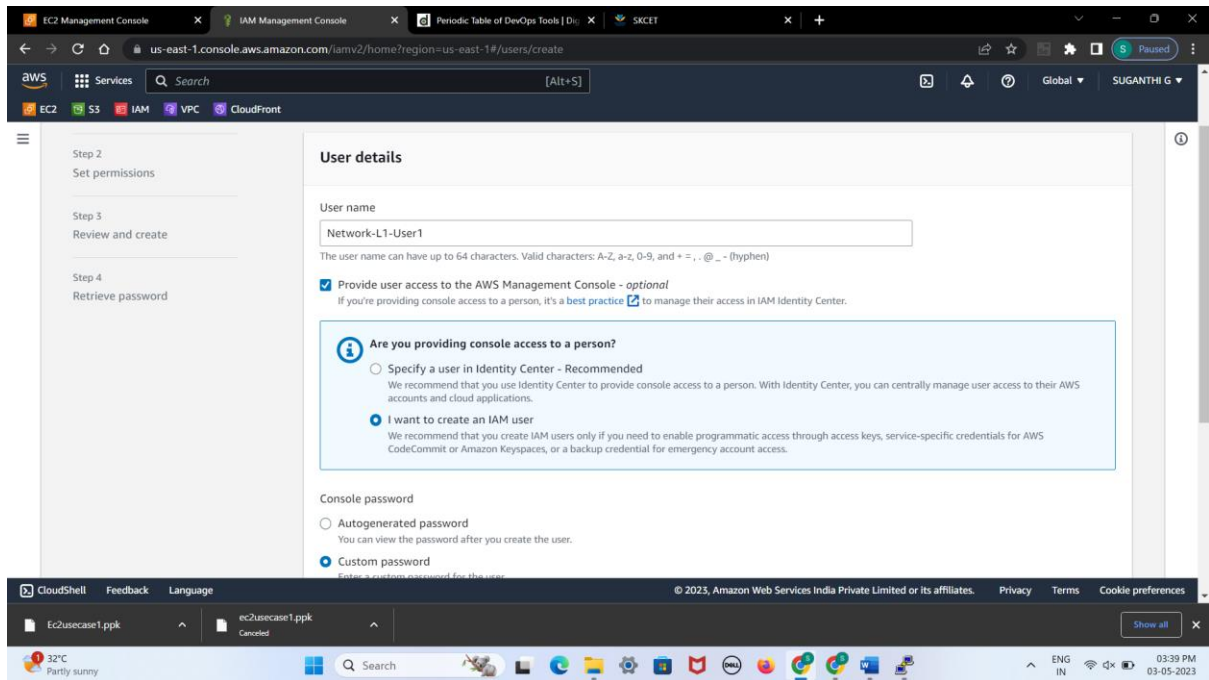 EC2 Management Console
IAM Management Console
Periodic Table of DevOps Tools | Dig
SKCET
us-east-1.console.aws.amazon.com/iamv2/home?region=us-east-1#/users/create
S Paused
aws
Services
Search
[Alt+S]
Global
SUGANTHI G
EC2
S3
IAM
VPC
CloudFront
Step 2
Set permissions
Step 3
Review and create
Step 4
Retrieve password
User details
User name
Network-L1-User1
The user name can have up to 64 characters. Valid characters: A-Z, a-z, 0-9, and + = , . @ _ - (hyphen)
Provide user access to the AWS Management Console - optional
If you're providing console access to a person, it's a best practice to manage their access in IAM Identity Center.
Are you providing console access to a person?
Specify a user in Identity Center - Recommended
We recommend that you use Identity Center to provide console access to a person. With Identity Center, you can centrally manage user access to their AWS
accounts and cloud applications.
I want to create an IAM user
We recommend that you create IAM users only if you need to enable programmatic access through access keys, service-specific credentials for AWS
CodeCommit or Amazon Keyspaces, or a backup credential for emergency account access.
Console password
Autogenerated password
You can view the password after you create the user.
Custom password
Enter a custom password for the user.
CloudShell
Feedback
Language
© 2023, Amazon Web Services India Private Limited or its affiliates.
Privacy
Terms
Cookie preferences
Ec2usecase1.ppk
ec2usecase1.ppk
Canceled
Show all
1
32°C
Partly sunny
Search
DELL
ENG
IN
03:39 PM
03-05-2023